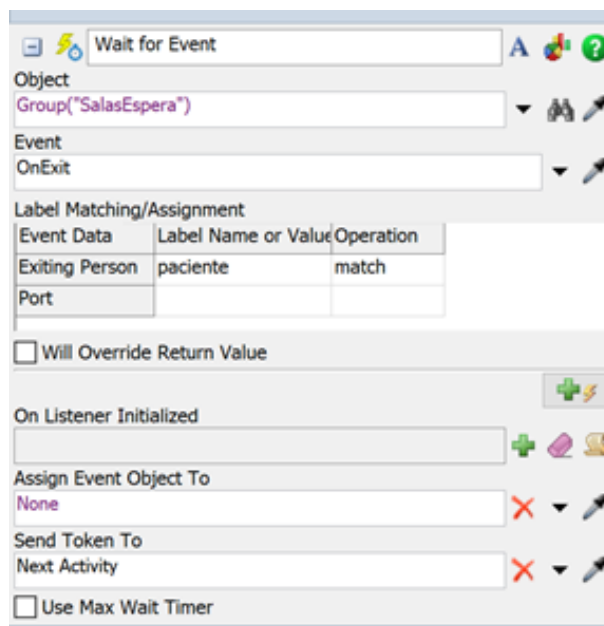 Wait for Event
Object
Group("SalasEspera")
Event
OnExit
Label Matching/Assignment
Event Data Label Name or Value Operation
Exiting Person paciente match
Port
Will Override Return Value
On Listener Initialized
Assign Event Object To
None
Send Token To
Next Activity
Use Max Wait Timer